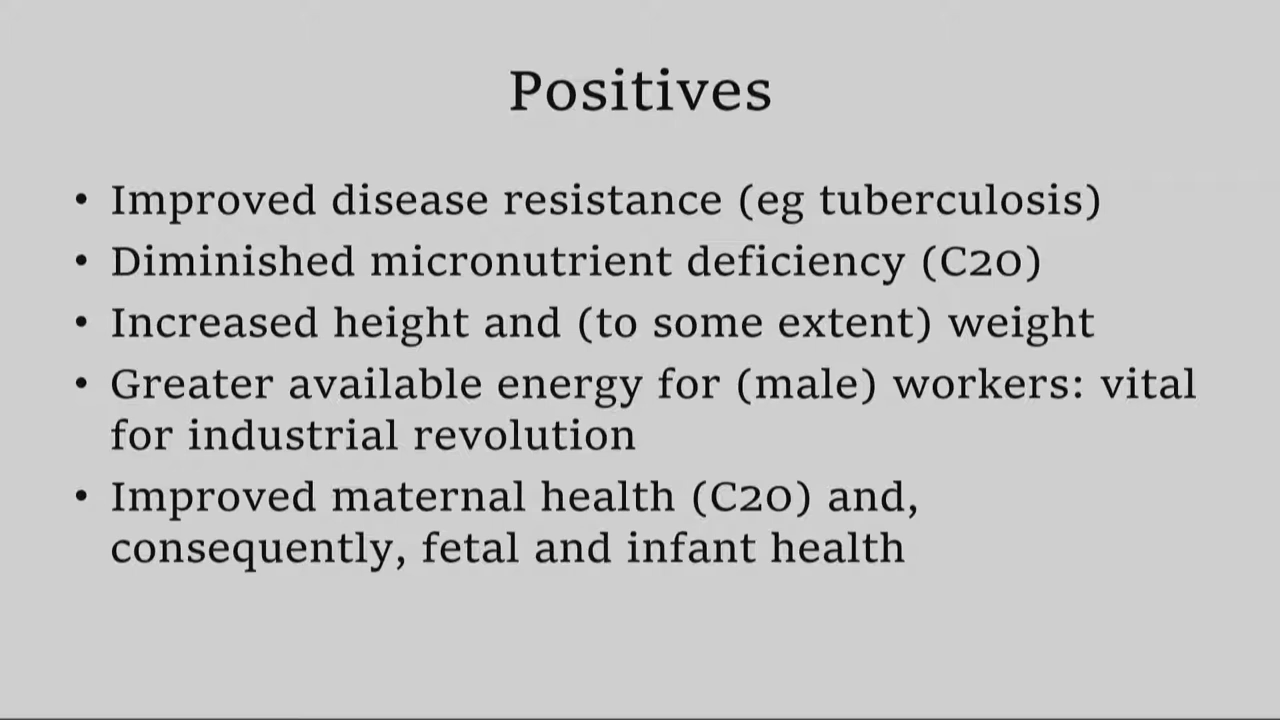 Positives
• Improved disease resistance (eg tuberculosis)
• Diminished micronutrient deficiency (C20)
• Increased height and (to some extent) weight
• Greater available energy for (male) workers: vital
for industrial revolution
• Improved maternal health (C20) and,
consequently, fetal and infant health